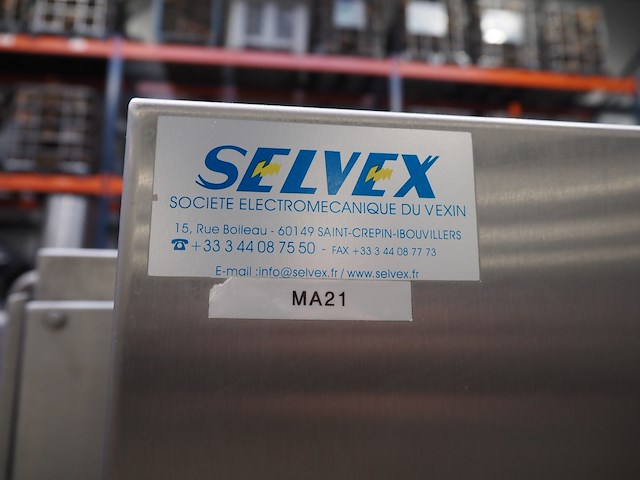 SELVEX
SOCIETE ELECTROMECANIQUE DU VEXIN
15, Rue Boileau - 60149 SAINT-CREPIN-IBOUVILLERS
☎ +33 3 44 08 75 50 - FAX +33 3 44 08 77 73
E-mail :info@selvex.fr / www.selvex.fr
MA21